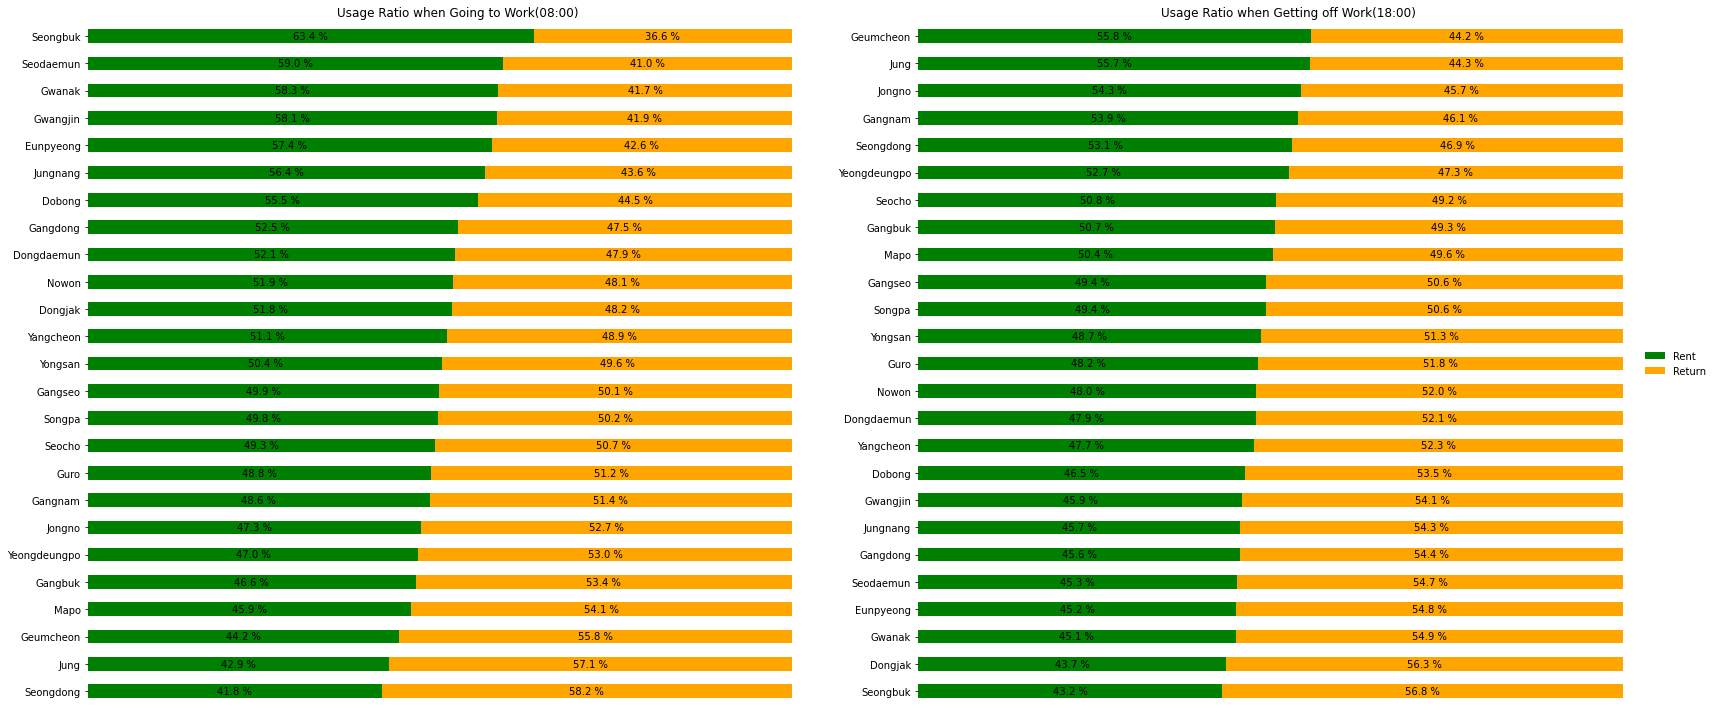 Usage Ratio when Going to Work(08:00)
Seongbuk 63.4 % 36.6 %
Seodaemun 59.0 % 41.0 %
Gwanak 58.3 % 41.7 %
Gwangjin 58.1 % 41.9 %
Eunpyeong 57.4 % 42.6 %
Jungnang 56.4 % 43.6 %
Dobong 55.5 % 44.5 %
Gangdong 52.5 % 47.5 %
Dongdaemun 52.1 % 47.9 %
Nowon 51.9 % 48.1 %
Dongjak 51.8 % 48.2 %
Yangcheon 51.1 % 48.9 %
Yongsan 50.4 % 49.6 %
Gangseo 49.9 % 50.1 %
Songpa 49.8 % 50.2 %
Seocho 49.3 % 50.7 %
Guro 48.8 % 51.2 %
Gangnam 48.6 % 51.4 %
Jongno 47.3 % 52.7 %
Yeongdeungpo 47.0 % 53.0 %
Gangbuk 46.6 % 53.4 %
Mapo 45.9 % 54.1 %
Geumcheon 44.2 % 55.8 %
Jung 42.9 % 57.1 %
Seongdong 41.8 % 58.2 %
Usage Ratio when Getting off Work(18:00)
Geumcheon 55.8 % 44.2 %
Jung 55.7 % 44.3 %
Jongno 54.3 % 45.7 %
Gangnam 53.9 % 46.1 %
Seongdong 53.1 % 46.9 %
Yeongdeungpo 52.7 % 47.3 %
Seocho 50.8 % 49.2 %
Gangbuk 50.7 % 49.3 %
Mapo 50.4 % 49.6 %
Gangseo 49.4 % 50.6 %
Songpa 49.4 % 50.6 %
Yongsan 48.7 % 51.3 %
Guro 48.2 % 51.8 %
Nowon 48.0 % 52.0 %
Dongdaemun 47.9 % 52.1 %
Yangcheon 47.7 % 52.3 %
Dobong 46.5 % 53.5 %
Gwangjin 45.9 % 54.1 %
Jungnang 45.7 % 54.3 %
Gangdong 45.6 % 54.4 %
Seodaemun 45.3 % 54.7 %
Eunpyeong 45.2 % 54.8 %
Gwanak 45.1 % 54.9 %
Dongjak 43.7 % 56.3 %
Seongbuk 43.2 % 56.8 %
Rent
Return